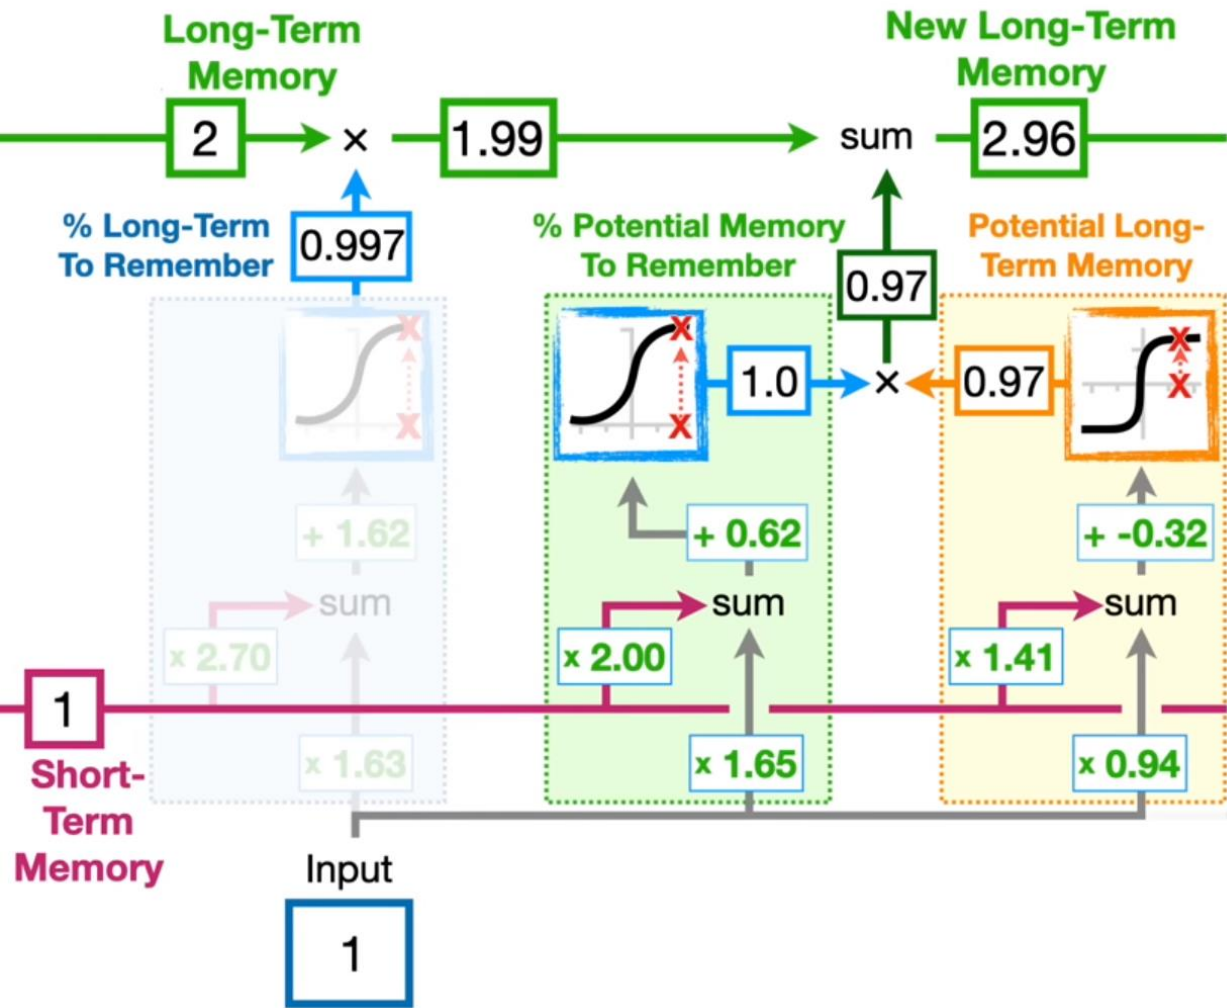 Long-Term
Memory
New Long-Term
Memory
2
×
1.99
sum
2.96
% Long-Term
To Remember
0.997
% Potential Memory
To Remember
0.97
Potential Long-
Term Memory
X
X
X
X
1.0
×
0.97
X
X
+ 1.62
+ 0.62
+ -0.32
sum
sum
sum
x 2.70
x 2.00
x 1.41
1
Short-
Term
Memory
x 1.63
x 1.65
x 0.94
Input
1